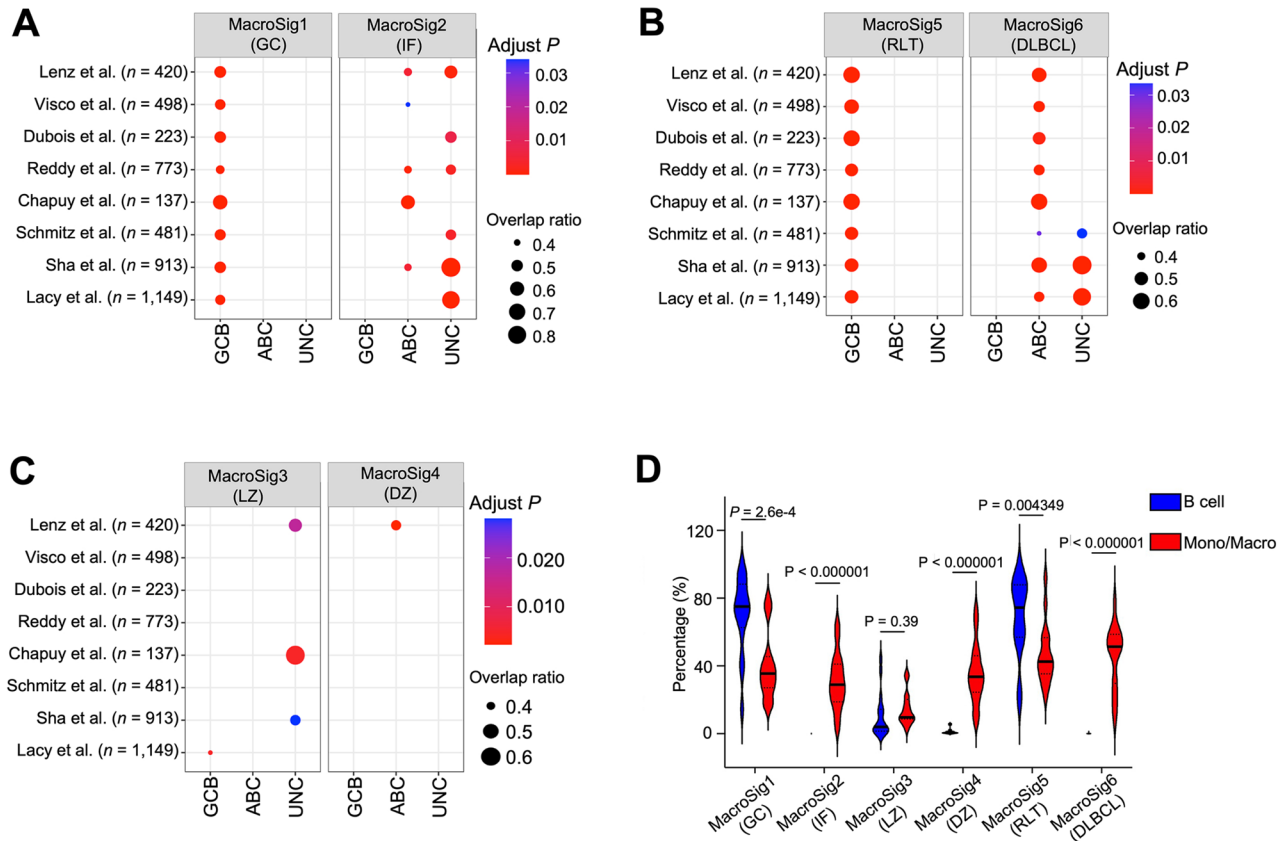 A
MacroSig1
(GC)
MacroSig2
(IF)
Lenz et al. (n = 420)
Visco et al. (n = 498)
Dubois et al. (n = 223)
Reddy et al. (n = 773)
Chapuy et al. (n = 137)
Schmitz et al. (n = 481)
Sha et al. (n = 913)
Lacy et al. (n = 1,149)
GCB
ABC
UNC
GCB
ABC
UNC
Adjust P
0.03
0.02
0.01
Overlap ratio
0.4
0.5
0.6
0.7
0.8
B
MacroSig5
(RLT)
MacroSig6
(DLBCL)
Lenz et al. (n = 420)
Visco et al. (n = 498)
Dubois et al. (n = 223)
Reddy et al. (n = 773)
Chapuy et al. (n = 137)
Schmitz et al. (n = 481)
Sha et al. (n = 913)
Lacy et al. (n = 1,149)
GCB
ABC
UNC
GCB
ABC
UNC
Adjust P
0.03
0.02
0.01
Overlap ratio
0.4
0.5
0.6
C
MacroSig3
(LZ)
MacroSig4
(DZ)
Lenz et al. (n = 420)
Visco et al. (n = 498)
Dubois et al. (n = 223)
Reddy et al. (n = 773)
Chapuy et al. (n = 137)
Schmitz et al. (n = 481)
Sha et al. (n = 913)
Lacy et al. (n = 1,149)
GCB
ABC
UNC
GCB
ABC
UNC
Adjust P
0.020
0.010
Overlap ratio
0.4
0.5
0.6
D
Percentage (%)
120
80
40
0
P = 2.6e-4
P < 0.000001
P = 0.39
P < 0.000001
P = 0.004349
P < 0.000001
B cell
Mono/Macro
MacroSig1
(GC)
MacroSig2
(IF)
MacroSig3
(LZ)
MacroSig4
(DZ)
MacroSig5
(RLT)
MacroSig6
(DLBCL)